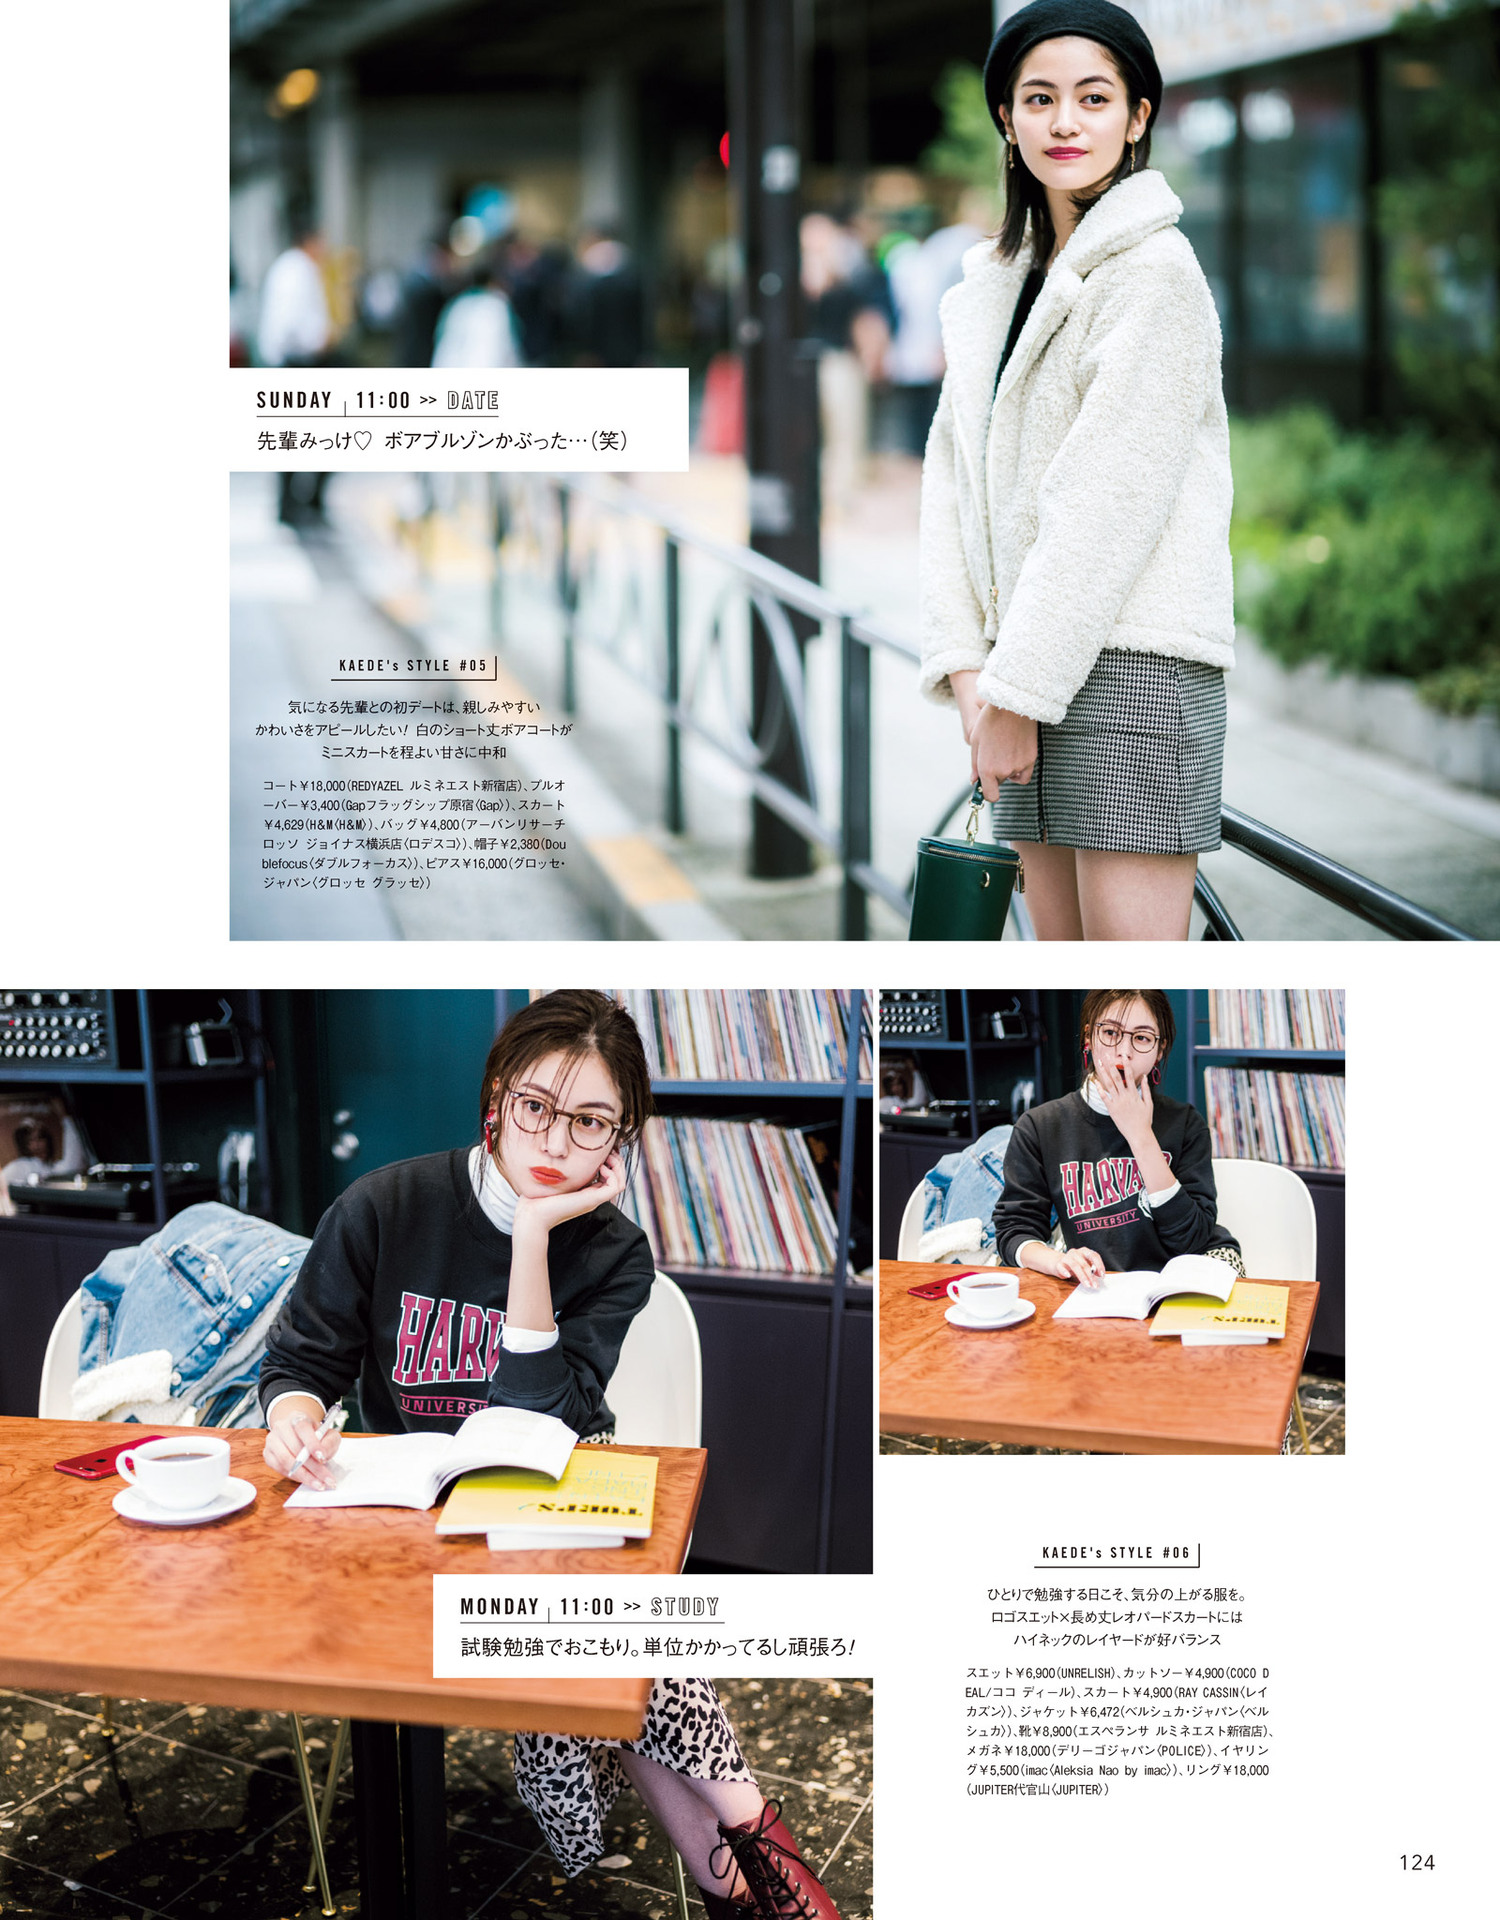 SUNDAY | 11:00 >> DATE
先輩みっけ♡ ボアブルゾンかぶった…（笑）
KAEDE's STYLE #05
気になる先輩との初デートは、親しみやすい
かわいさをアピールしたい！ 白のショート丈ボアコートが
ミニスカートを程よい甘さに中和
コート￥18,000（REDYAZEL ルミネエスト新宿店）、プルオ
ーバー￥3,400（Gapフラッグシップ原宿〈Gap〉）、スカート
￥4,629（H&M〈H&M〉）、バッグ￥4,800（アーバンリサーチ
ロッソ ジョイナス横浜店〈ロデスコ〉）、帽子￥2,380（Dou
blefocus〈ダブルフォーカス〉）、ピアス￥16,000（グロッセ・
ジャパン〈グロッセ グラッセ〉）
HARV
UNIVERS
TOEFL
HARVA
UNIVERSITY
TOEFL
MONDAY | 11:00 >> STUDY
試験勉強でおこもり。単位かかってるし頑張ろ！
KAEDE's STYLE #06
ひとりで勉強する日こそ、気分の上がる服を。
ロゴスエット×長め丈レオパードスカートには
ハイネックのレイヤードが好バランス
スエット￥6,900（UNRELISH）、カットソー￥4,900（COCO D
EAL/ココ ディール）、スカート￥4,900（RAY CASSIN〈レイ
カズン〉）、ジャケット￥6,472（ベルシュカ・ジャパン〈ベル
シュカ〉）、靴￥8,900（エスペランサ ルミネエスト新宿店）、
メガネ￥18,000（デリーゴジャパン〈POLICE〉）、イヤリン
グ￥5,500（imac〈Aleksia Nao by imac〉）、リング￥18,000
（JUPITER代官山〈JUPITER〉）
124